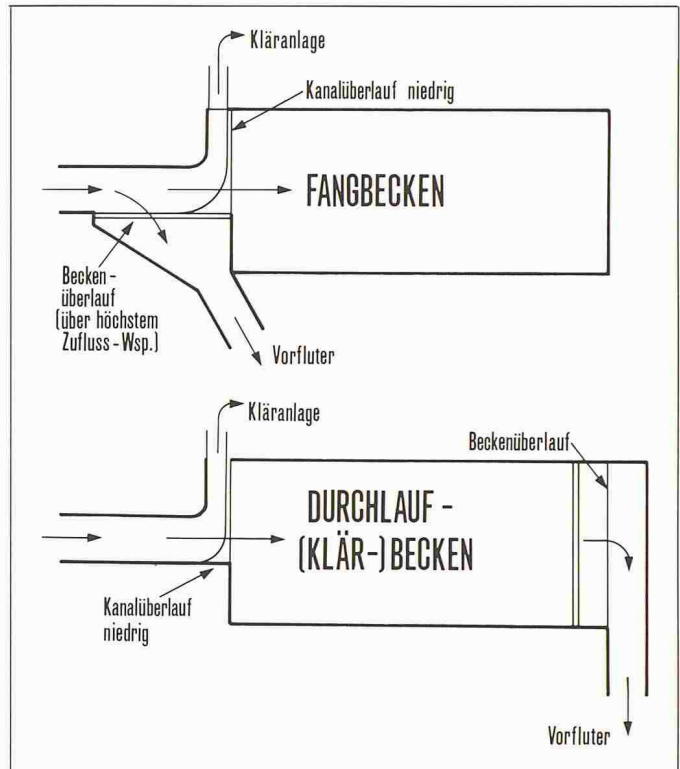 Kläranlage
Kanalüberlauf niedrig
FANGBECKEN
Becken-
überlauf
(über höchstem
Zufluss-Wsp.)
Vorfluter
Kläranlage
Beckenüberlauf
DURCHLAUF-
(KLÄR-)BECKEN
Kanalüberlauf
niedrig
Vorfluter